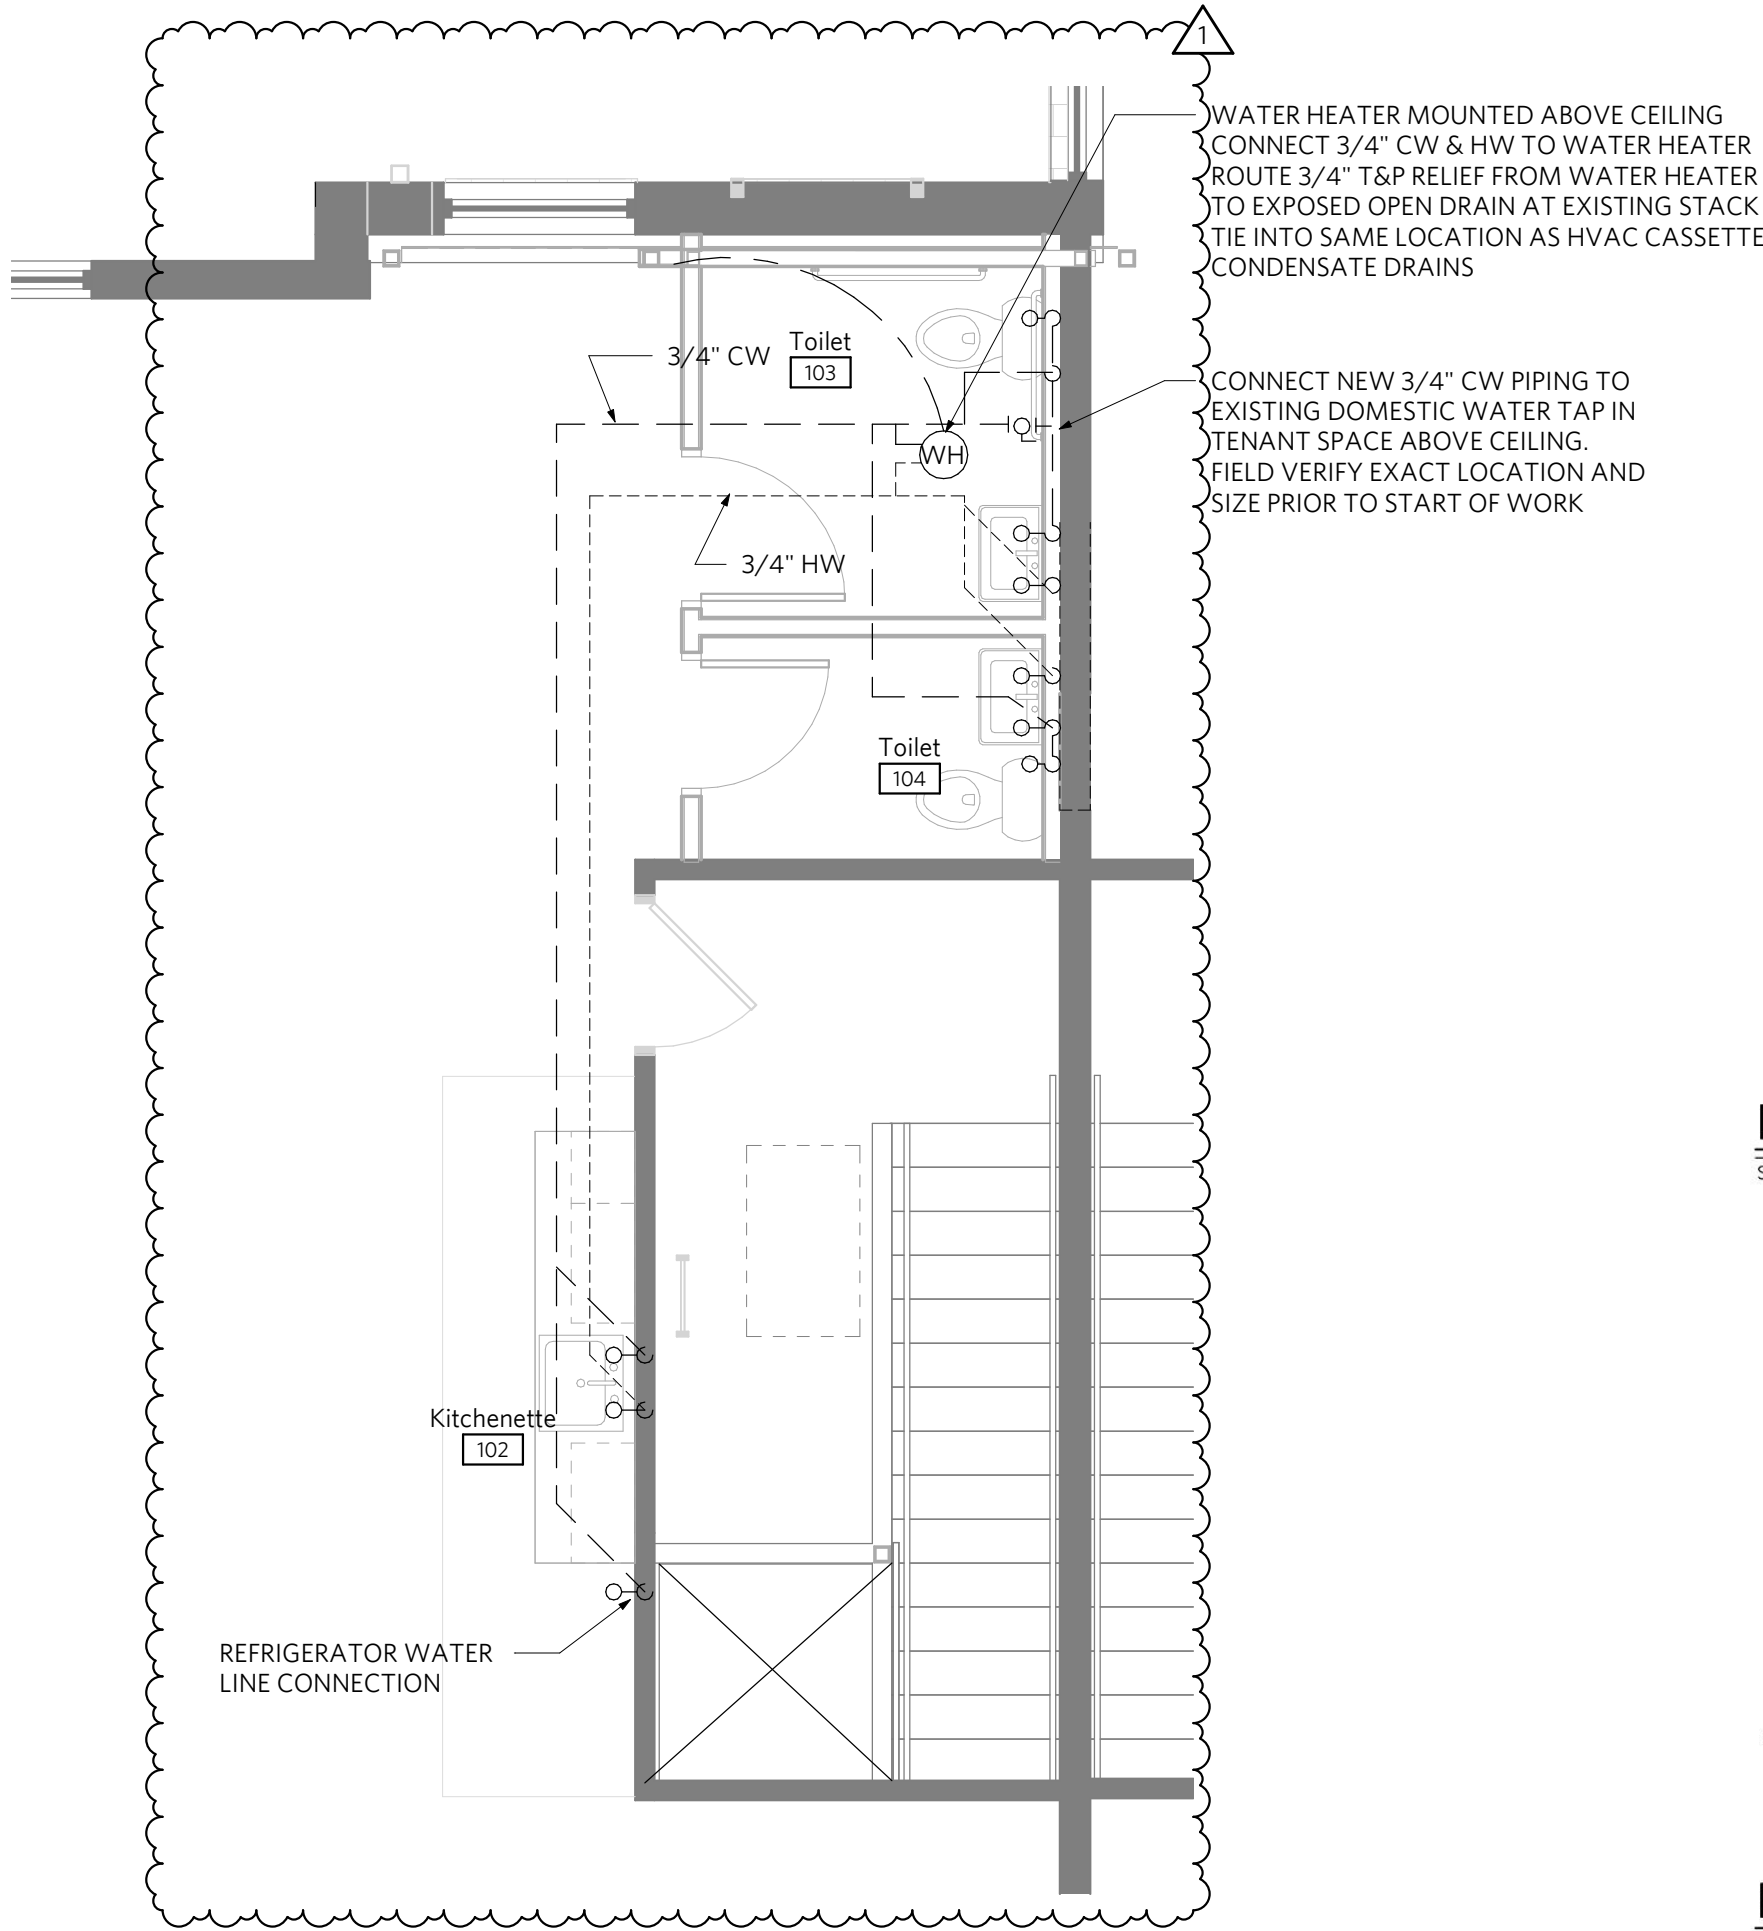 1
WATER HEATER MOUNTED ABOVE CEILING
CONNECT 3/4" CW & HW TO WATER HEATER
ROUTE 3/4" T&P RELIEF FROM WATER HEATER
TO EXPOSED OPEN DRAIN AT EXISTING STACK
TIE INTO SAME LOCATION AS HVAC CASSETTE
CONDENSATE DRAINS
3/4" CW
Toilet
103
CONNECT NEW 3/4" CW PIPING TO
EXISTING DOMESTIC WATER TAP IN
TENANT SPACE ABOVE CEILING.
FIELD VERIFY EXACT LOCATION AND
SIZE PRIOR TO START OF WORK
WH
3/4" HW
Toilet
104
Kitchenette
102
REFRIGERATOR WATER
LINE CONNECTION